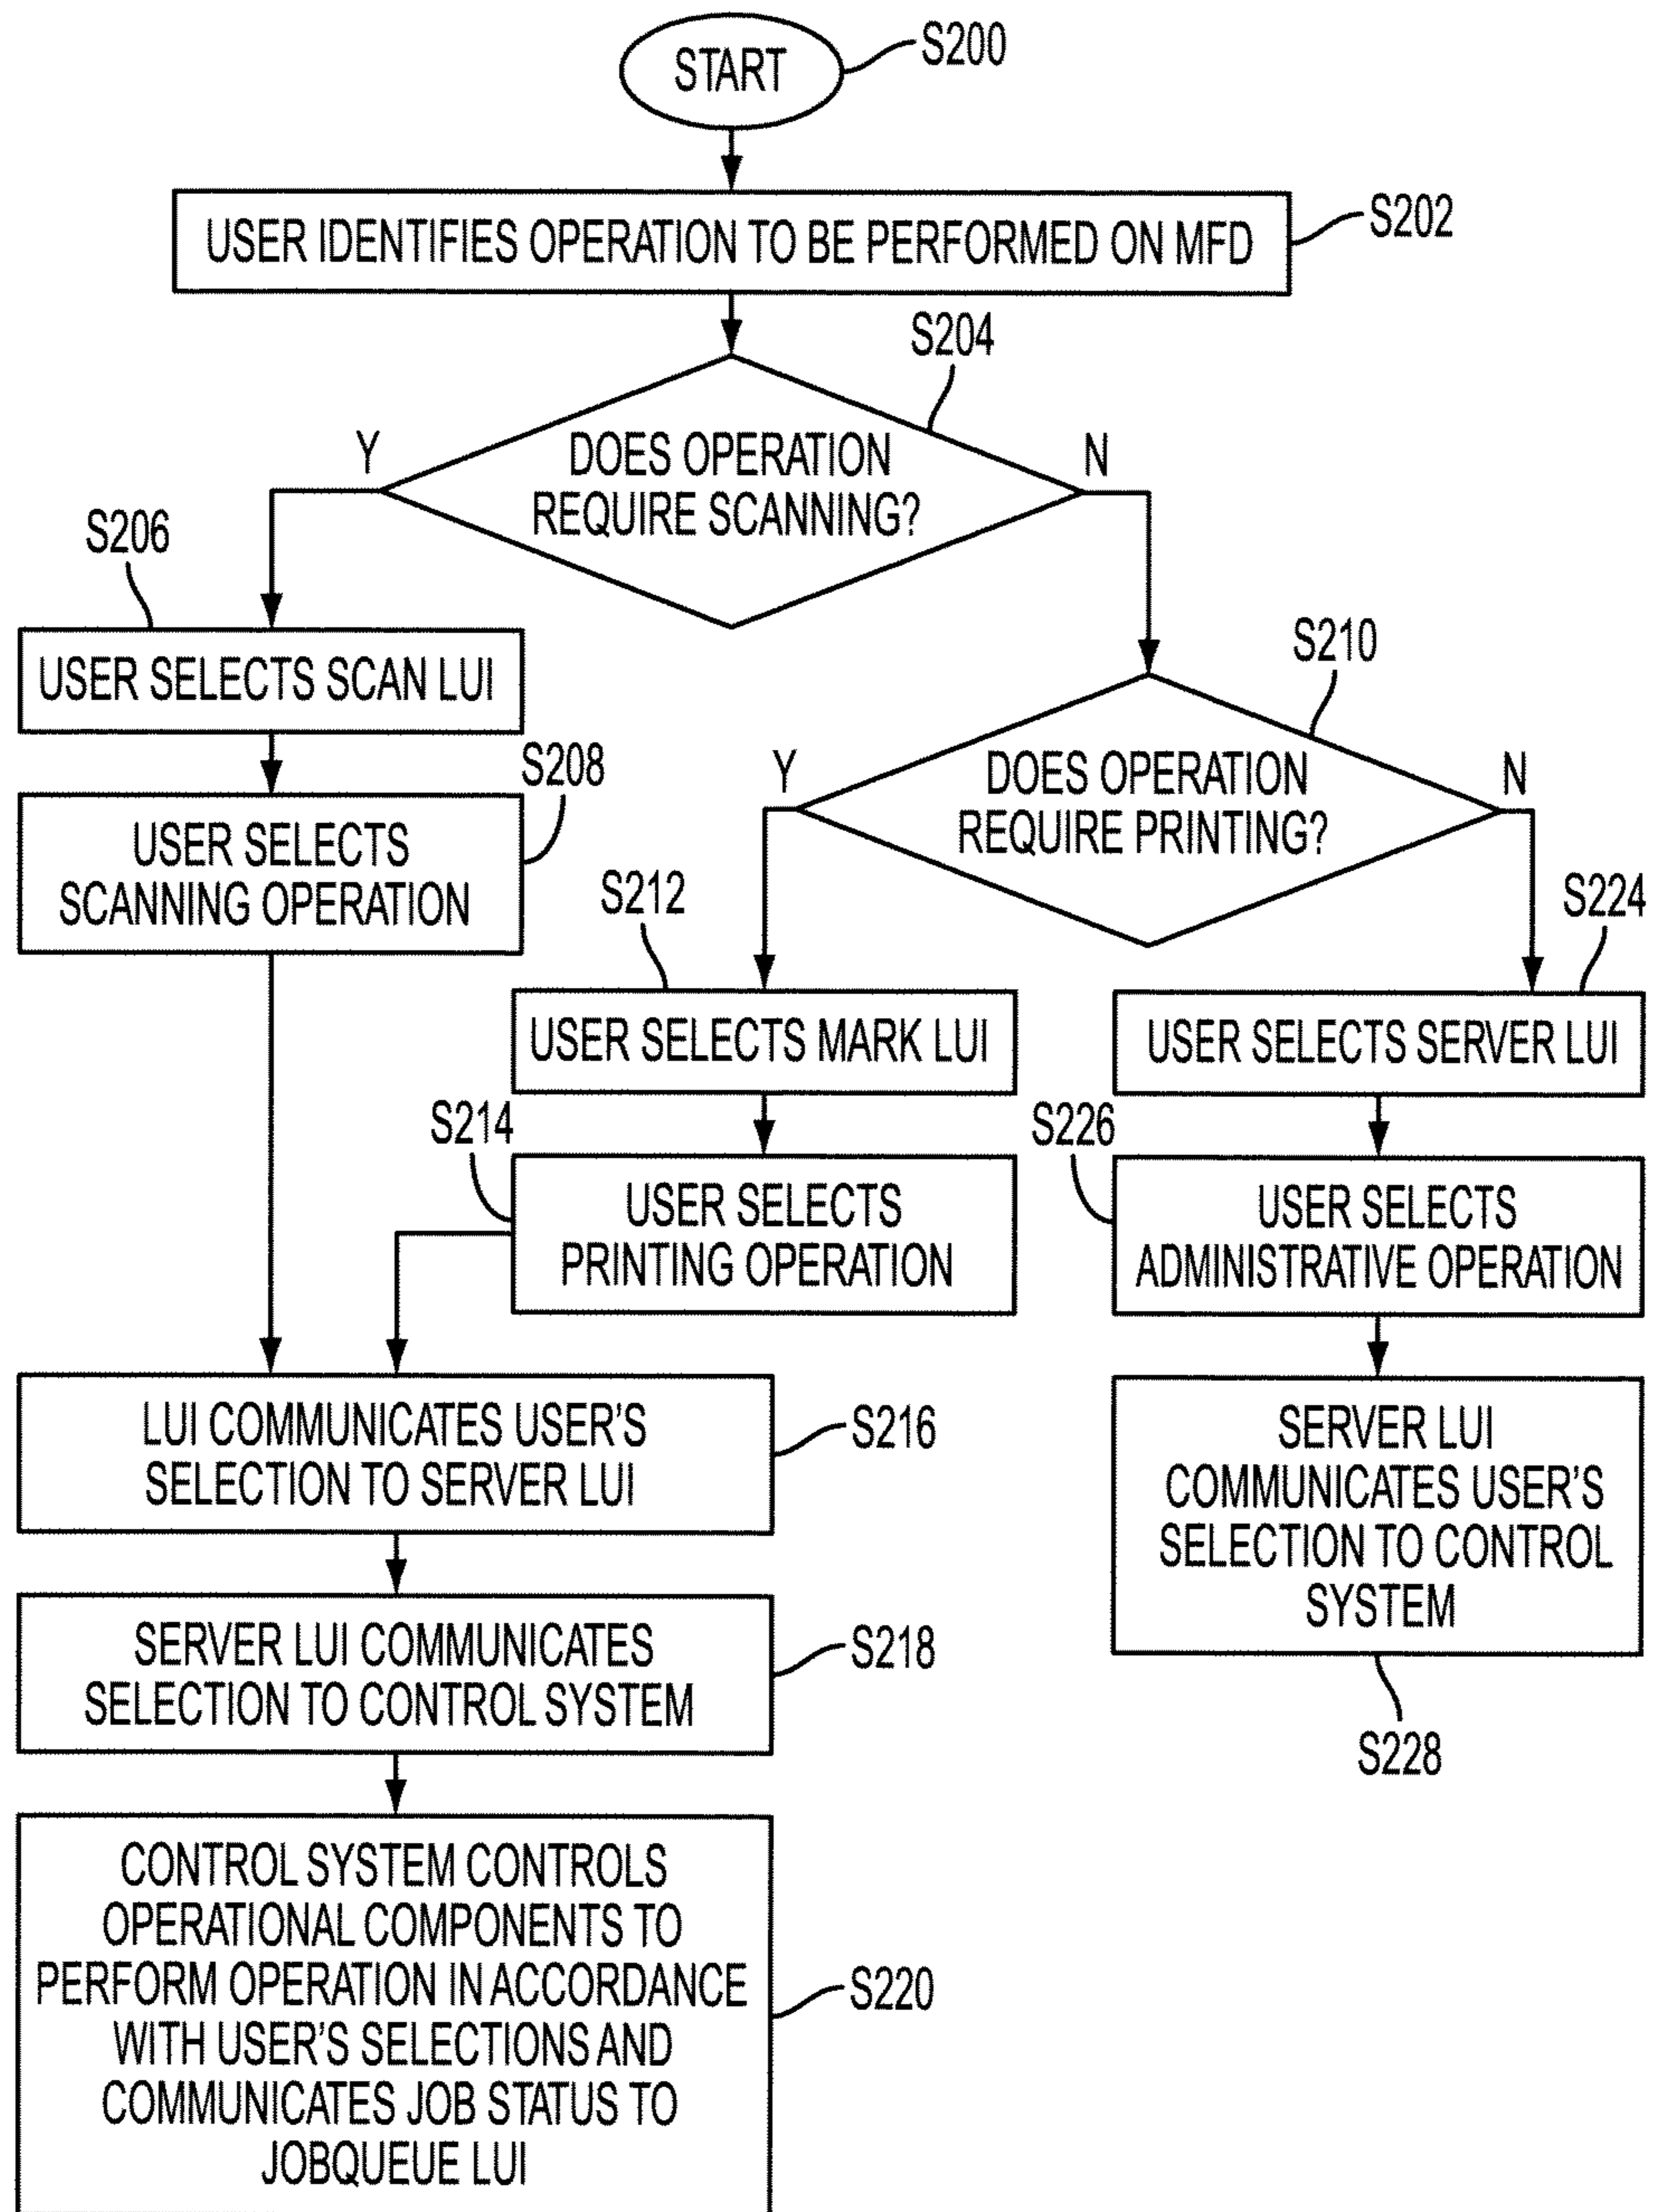 START
S200
USER IDENTIFIES OPERATION TO BE PERFORMED ON MFD
S202
S204
DOES OPERATION
REQUIRE SCANNING?
Y
N
S206
USER SELECTS SCAN LUI
S208
USER SELECTS
SCANNING OPERATION
S210
DOES OPERATION
REQUIRE PRINTING?
Y
N
S212
USER SELECTS MARK LUI
S214
USER SELECTS
PRINTING OPERATION
S224
USER SELECTS SERVER LUI
S226
USER SELECTS
ADMINISTRATIVE OPERATION
LUI COMMUNICATES USER'S
SELECTION TO SERVER LUI
S216
SERVER LUI
COMMUNICATES USER'S
SELECTION TO CONTROL
SYSTEM
S228
SERVER LUI COMMUNICATES
SELECTION TO CONTROL SYSTEM
S218
CONTROL SYSTEM CONTROLS
OPERATIONAL COMPONENTS TO
PERFORM OPERATION IN ACCORDANCE
WITH USER'S SELECTIONS AND
COMMUNICATES JOB STATUS TO
JOBQUEUE LUI
S220